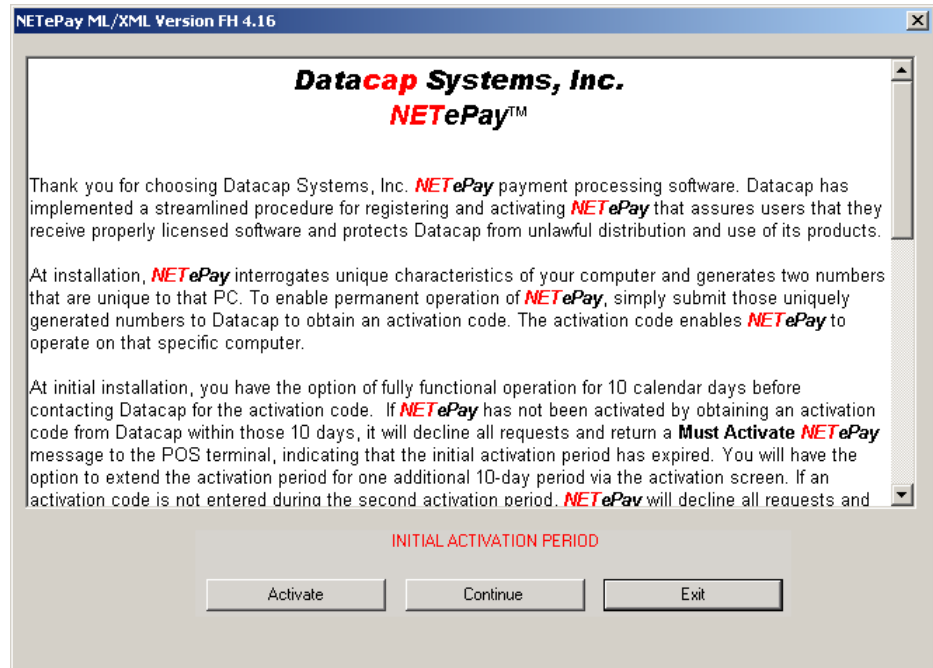 NETePay ML/XML Version FH 4.16
Datacap Systems, Inc.
NETePay™
Thank you for choosing Datacap Systems, Inc. NETePay payment processing software. Datacap has
implemented a streamlined procedure for registering and activating NETePay that assures users that they
receive properly licensed software and protects Datacap from unlawful distribution and use of its products.
At installation, NETePay interrogates unique characteristics of your computer and generates two numbers
that are unique to that PC. To enable permanent operation of NETePay, simply submit those uniquely
generated numbers to Datacap to obtain an activation code. The activation code enables NETePay to
operate on that specific computer.
At initial installation, you have the option of fully functional operation for 10 calendar days before
contacting Datacap for the activation code. If NETePay has not been activated by obtaining an activation
code from Datacap within those 10 days, it will decline all requests and return a Must Activate NETePay
message to the POS terminal, indicating that the initial activation period has expired. You will have the
option to extend the activation period for one additional 10-day period via the activation screen. If an
activation code is not entered during the second activation period, NETePay will decline all requests and
INITIAL ACTIVATION PERIOD
Activate Continue Exit